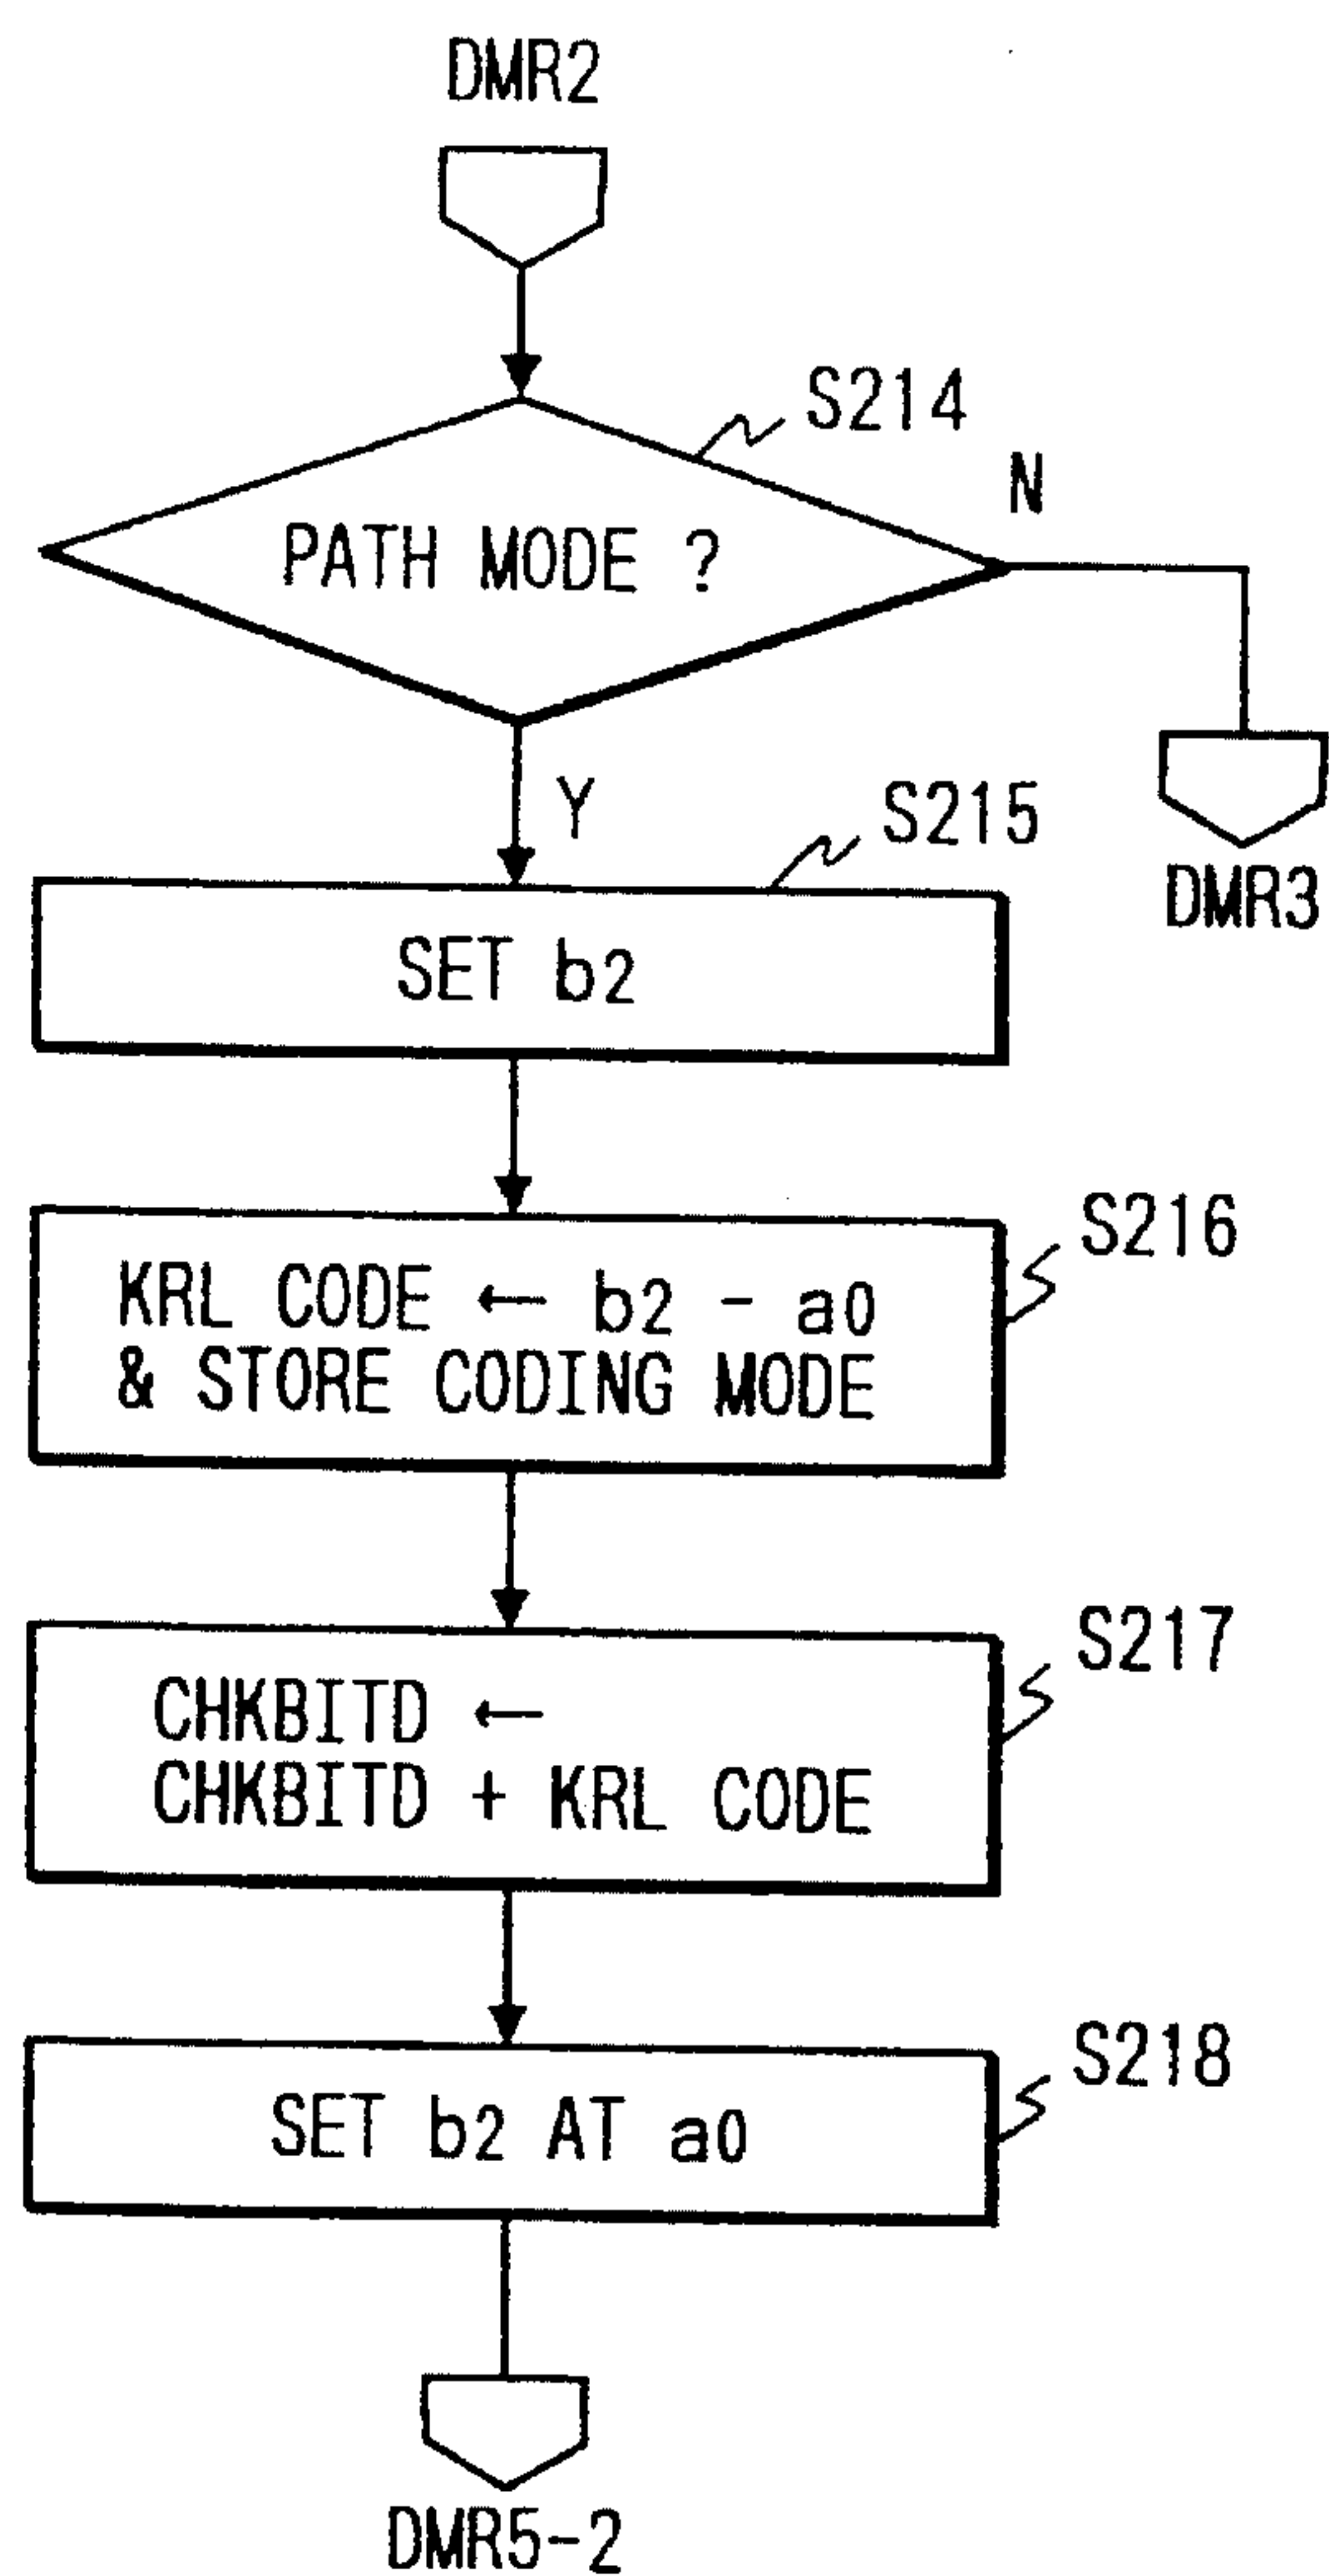 DMR2
S214
PATH MODE ?
N
Y
DMR3
S215
SET b2
S216
KRL CODE ← b2 - a0
& STORE CODING MODE
S217
CHKBITD ←
CHKBITD + KRL CODE
S218
SET b2 AT a0
DMR5-2